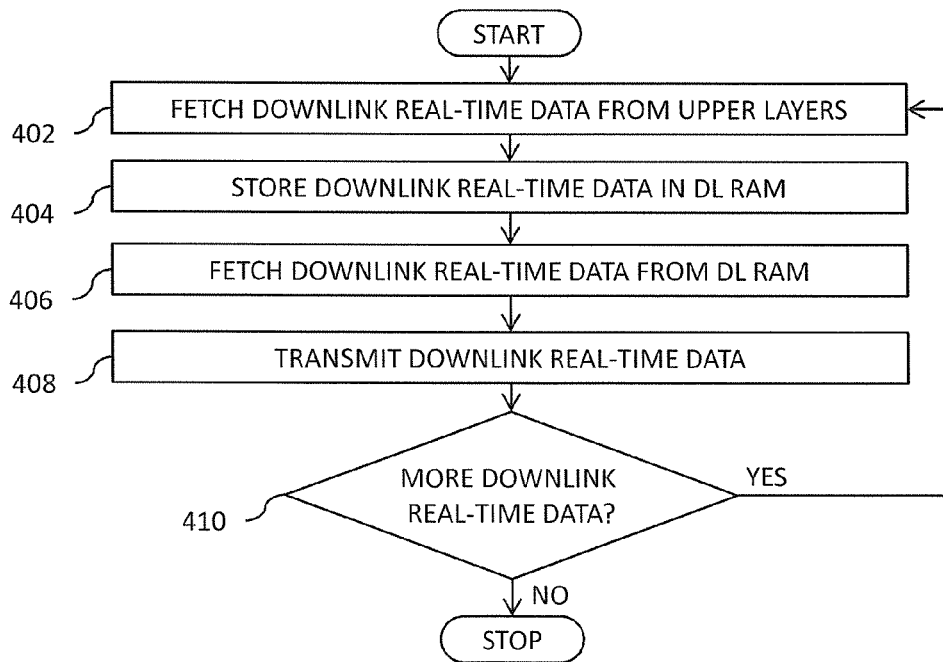 START
FETCH DOWNLINK REAL-TIME DATA FROM UPPER LAYERS
402
STORE DOWNLINK REAL-TIME DATA IN DL RAM
404
FETCH DOWNLINK REAL-TIME DATA FROM DL RAM
406
TRANSMIT DOWNLINK REAL-TIME DATA
408
MORE DOWNLINK
REAL-TIME DATA?
YES
410
NO
STOP